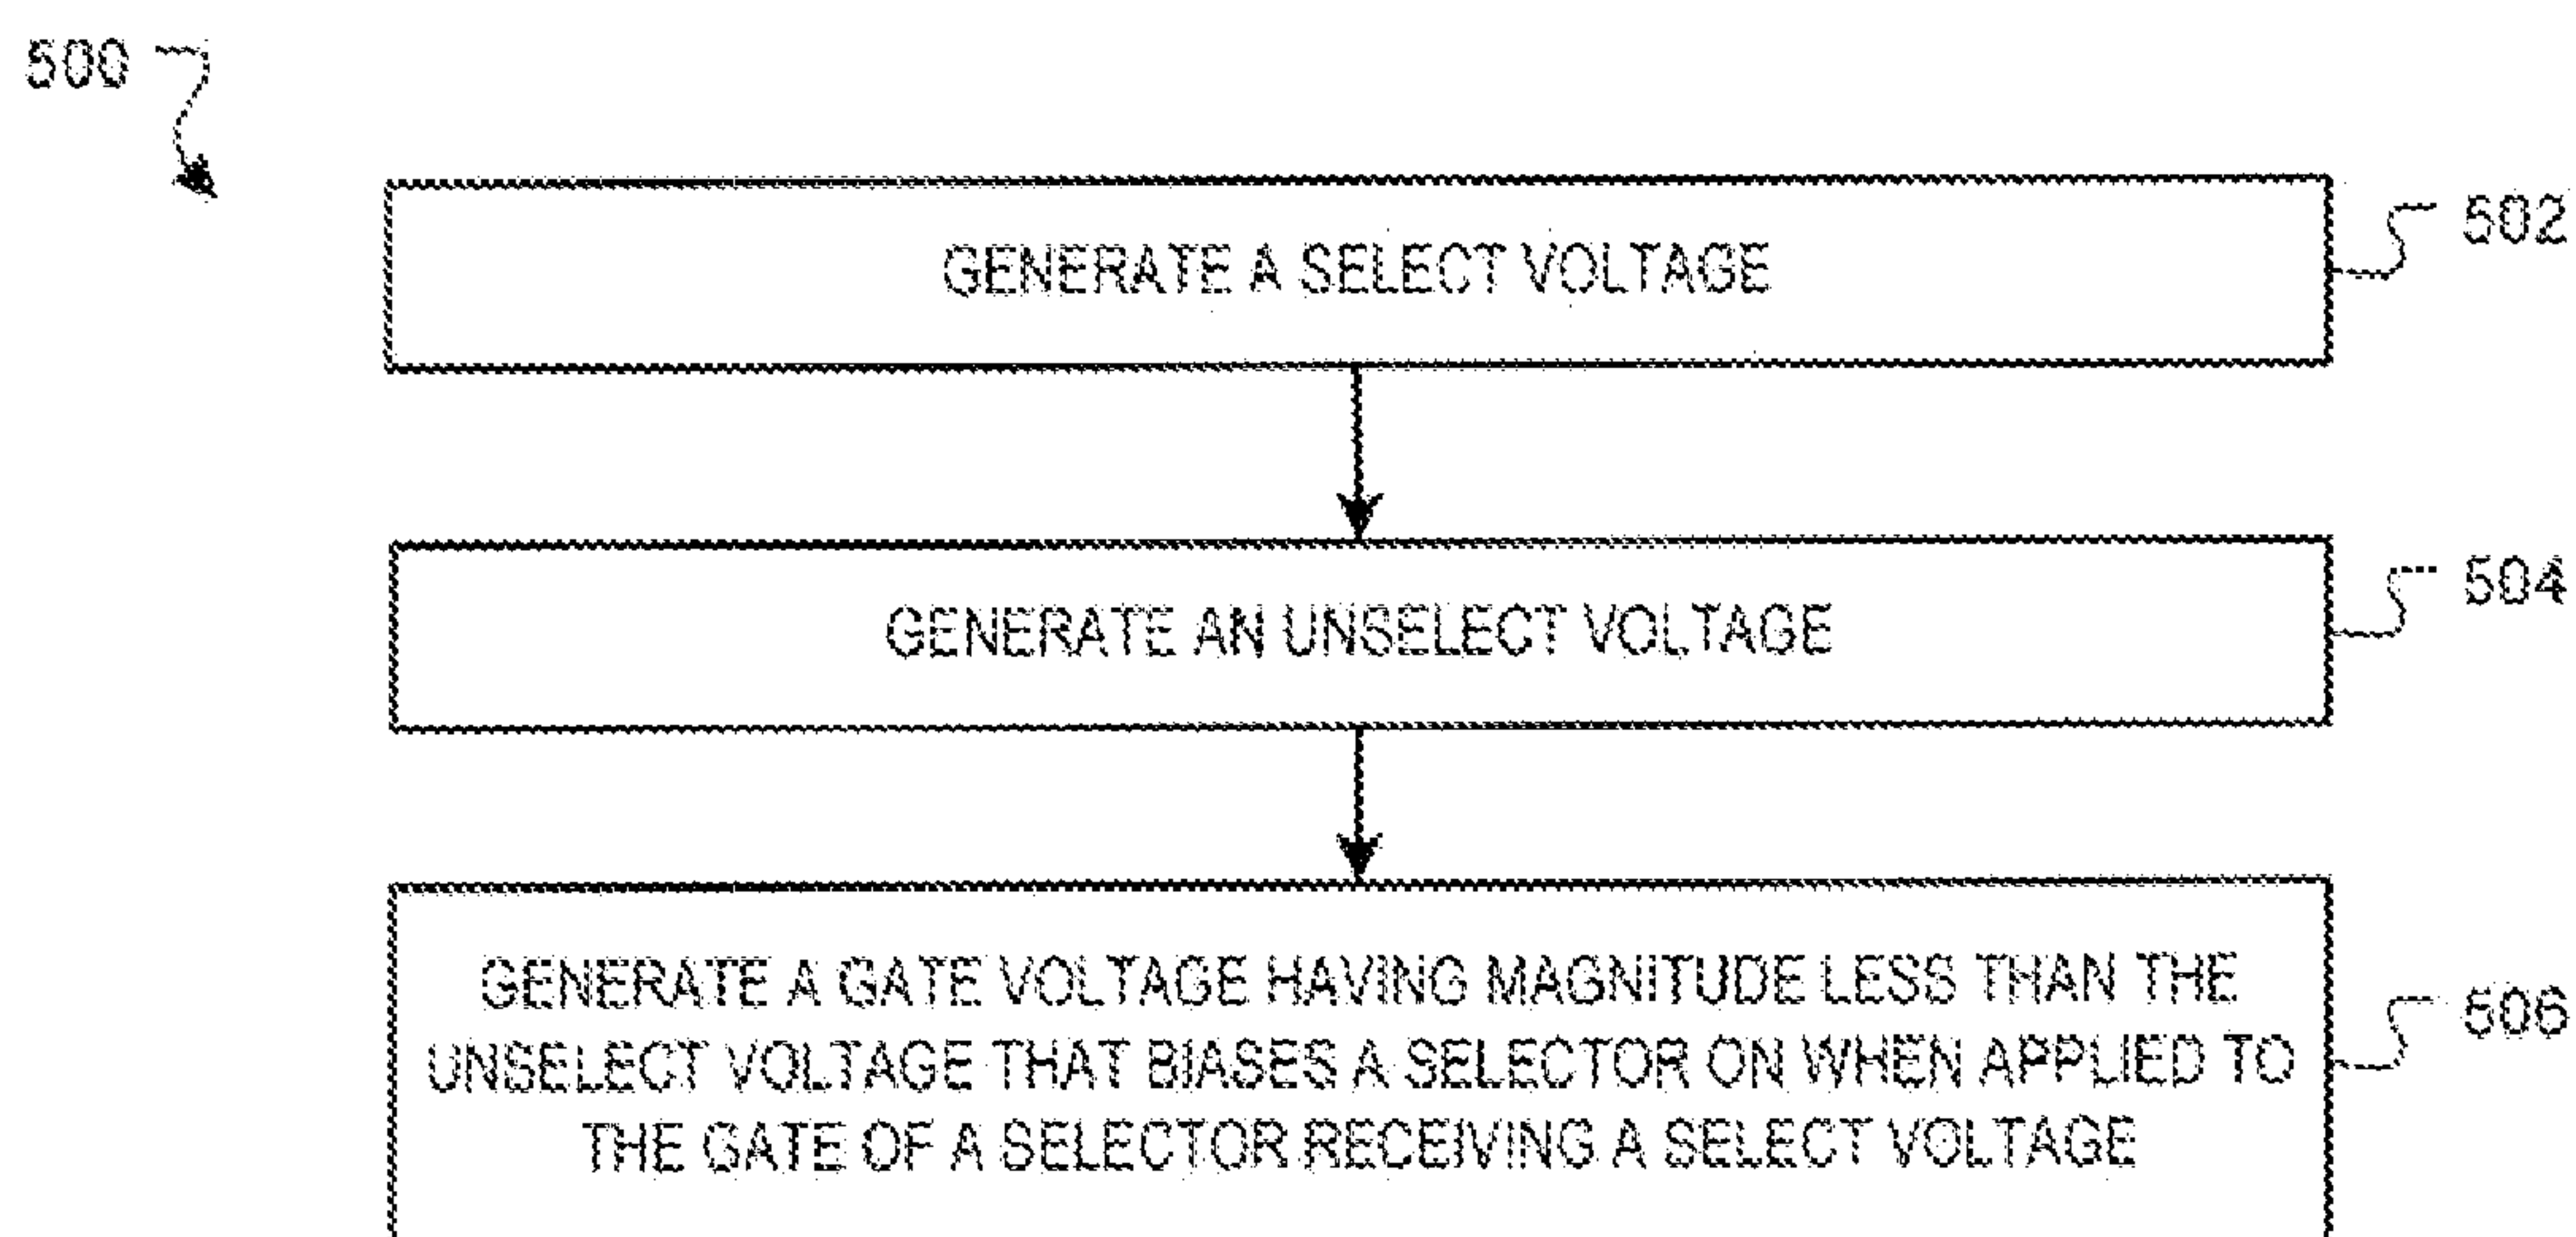 500
GENERATE A SELECT VOLTAGE
502
GENERATE AN UNSELECT VOLTAGE
504
GENERATE A GATE VOLTAGE HAVING MAGNITUDE LESS THAN THE
UNSELECT VOLTAGE THAT BIASES A SELECTOR ON WHEN APPLIED TO
THE GATE OF A SELECTOR RECEIVING A SELECT VOLTAGE
506